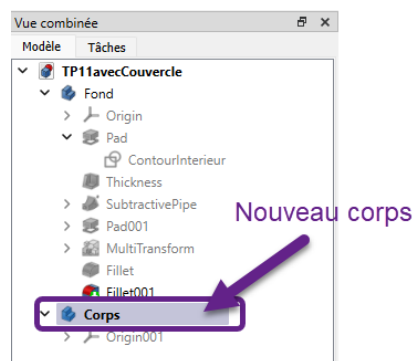 Vue combinée
Modèle Tâches
TP11avecCouvercle
Fond
Origin
Pad
ContourInterieur
Thickness
SubtractivePipe
Nouveau corps
Pad001
MultiTransform
Fillet
Fillet001
Corps
Origin001